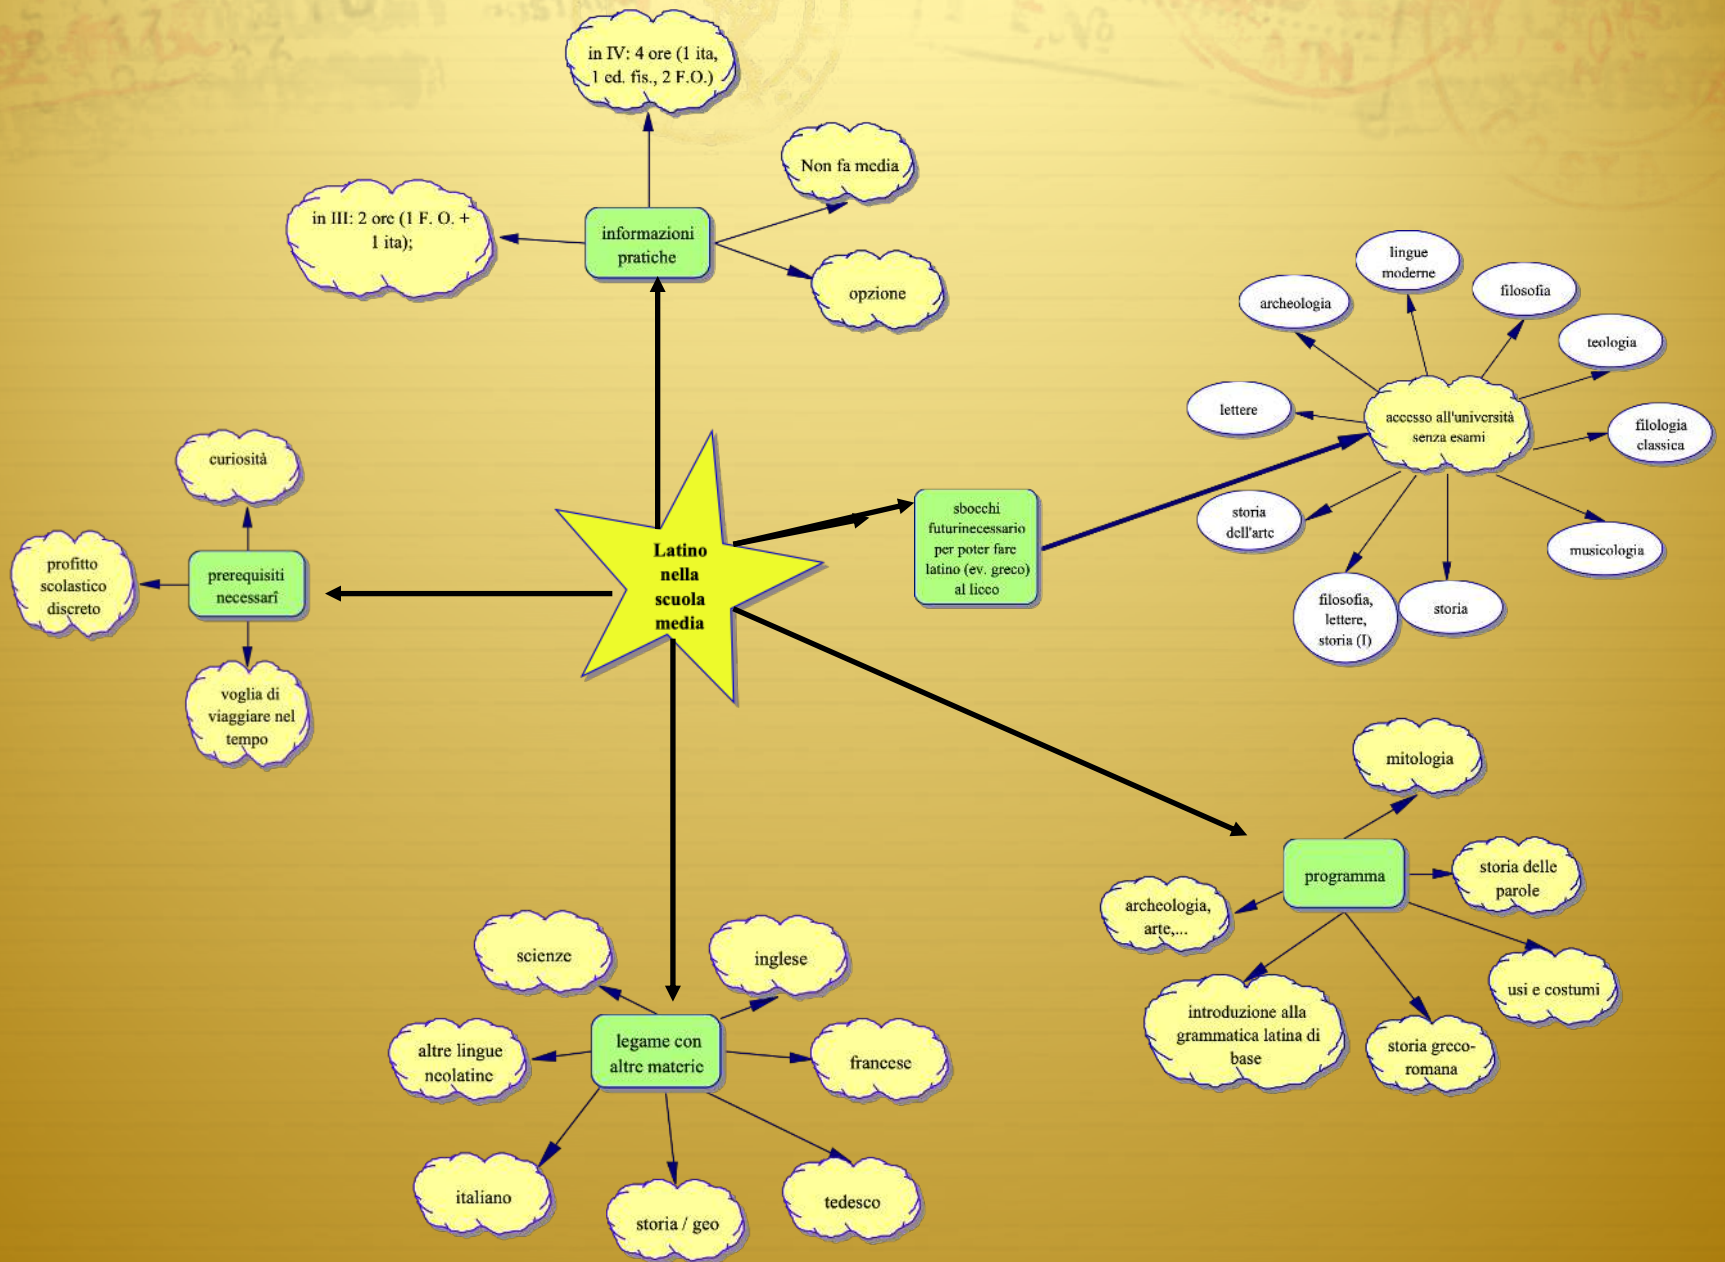 in IV: 4 ore (1 ita,
1 ed. fis., 2 F.O.)
Non fa media
in III: 2 ore (1 F. O. +
1 ita);
informazioni
pratiche
opzione
lingue
moderne
archeologia
filosofia
teologia
lettere
accesso all'università
senza esami
filologia
classica
storia
dell'arte
musicologia
filosofia,
lettere,
storia (I)
storia
sbocchi
futurinecessario
per poter fare
latino (ev. greco)
al liceo
Latino
nella
scuola
media
curiosità
profitto
scolastico
discreto
prerequisiti
necessarî
voglia di
viaggiare nel
tempo
mitologia
programma
storia delle
parole
archeologia,
arte,...
usi e costumi
introduzione alla
grammatica latina di
base
storia greco-
romana
scienze
inglese
legame con
altre materie
altre lingue
neolatine
francese
italiano
storia / geo
tedesco